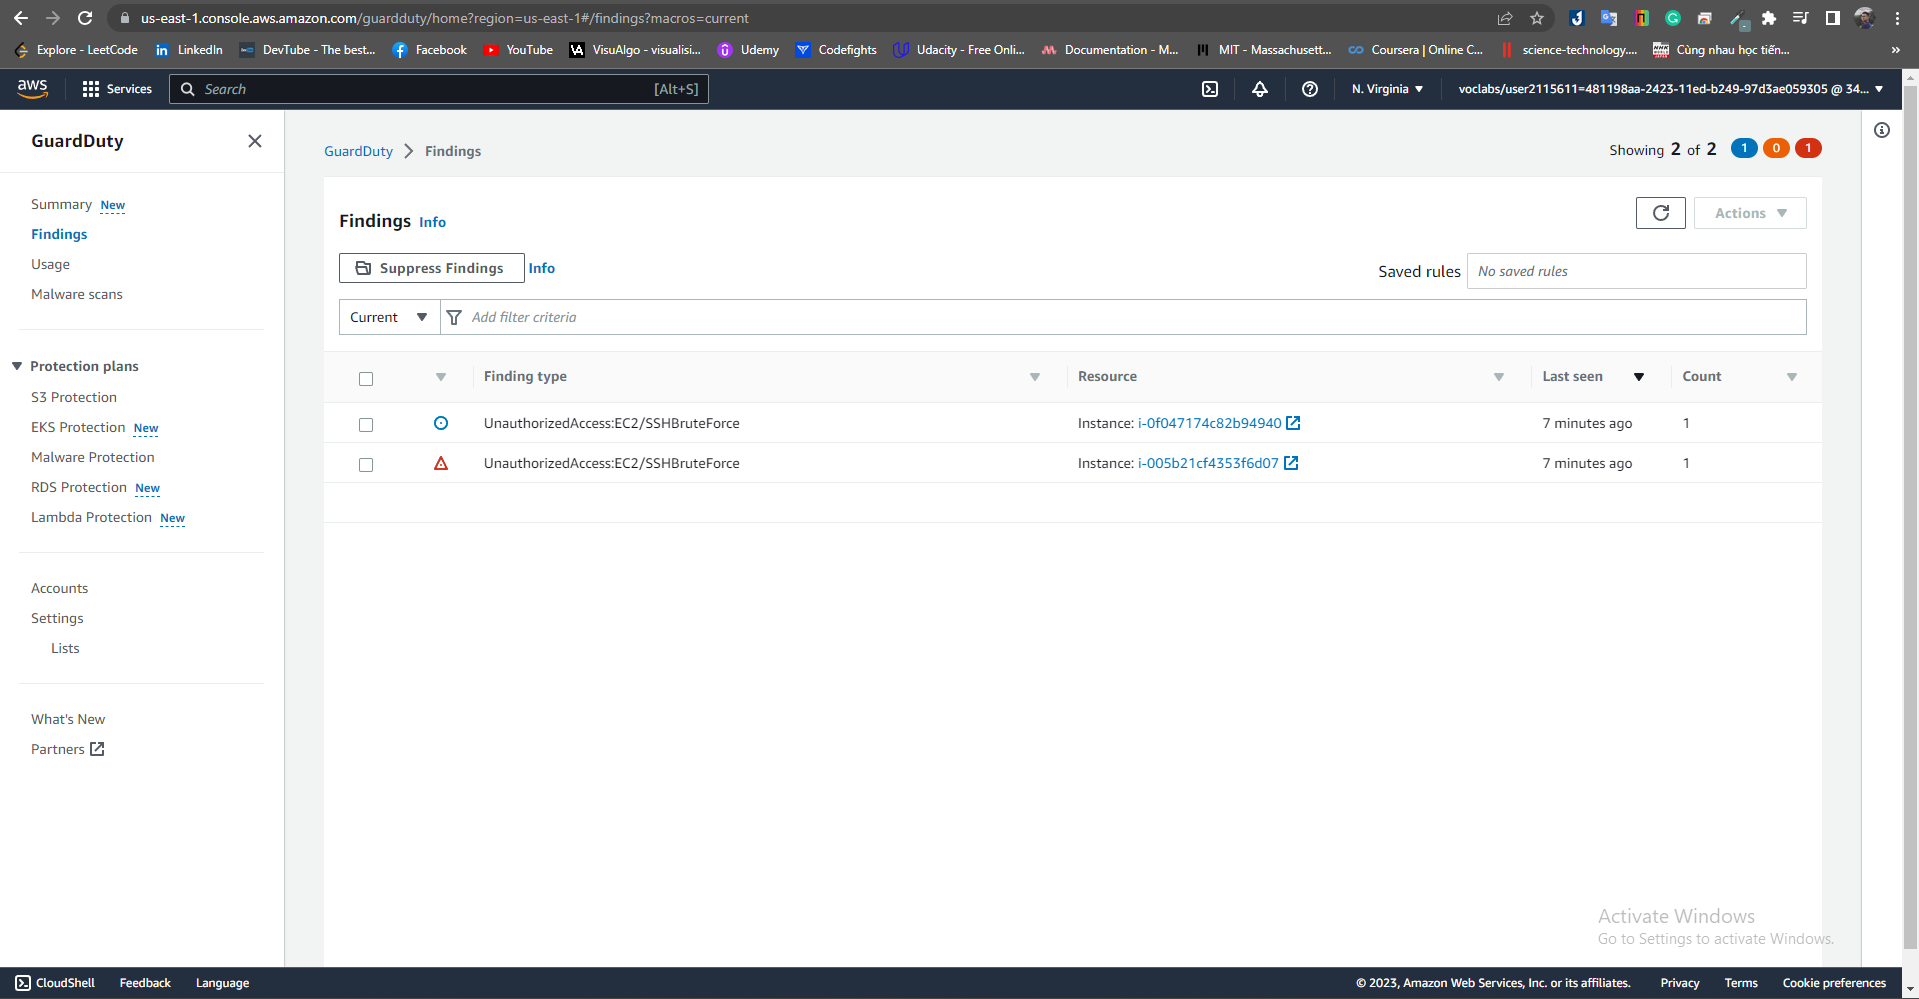 us-east-1.console.aws.amazon.com/guardduty/home?region=us-east-1#/findings?macros=current
Explore - LeetCode
LinkedIn
DevTube - The best...
Facebook
YouTube
VisuAlgo - visualisi...
Udemy
Codefights
Udacity - Free Onli...
Documentation - M...
MIT - Massachusett...
Coursera | Online C...
science-technology....
Cùng nhau học tiến...
»
aws
Services
Search
[Alt+S]
N. Virginia
voclabs/user2115611=481198aa-2423-11ed-b249-97d3ae059305 @ 34...
GuardDuty
Summary New
Findings
Usage
Malware scans
Protection plans
S3 Protection
EKS Protection New
Malware Protection
RDS Protection New
Lambda Protection New
Accounts
Settings
Lists
What's New
Partners
GuardDuty > Findings
Showing 2 of 2 1 0 1
Findings Info
Actions
Suppress Findings Info
Saved rules No saved rules
Current Add filter criteria
Finding type Resource Last seen Count
UnauthorizedAccess:EC2/SSHBruteForce Instance: i-0f047174c82b94940 7 minutes ago 1
UnauthorizedAccess:EC2/SSHBruteForce Instance: i-005b21cf4353f6d07 7 minutes ago 1
Activate Windows
Go to Settings to activate Windows.
CloudShell Feedback Language © 2023, Amazon Web Services, Inc. or its affiliates. Privacy Terms Cookie preferences